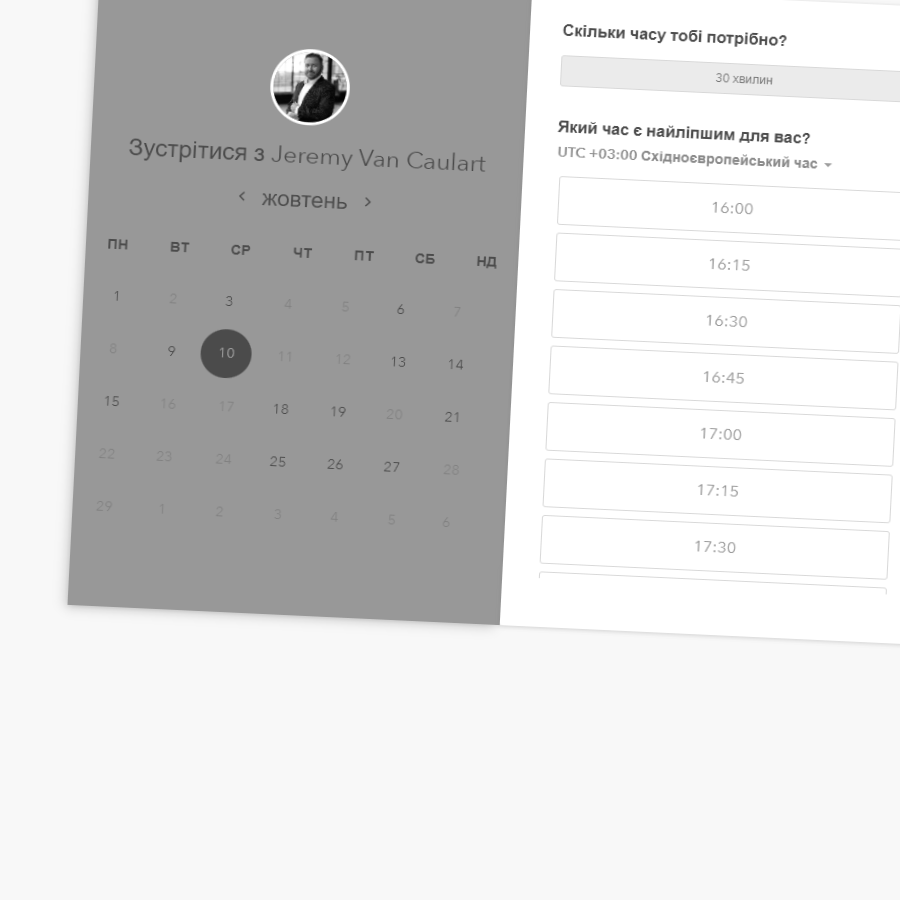 Зустрітися з Jeremy Van Caulart
жовтень
ПН ВТ СР ЧТ ПТ СБ НД
1 2 3 4 5 6 7
8 9 10 11 12 13 14
15 16 17 18 19 20 21
22 23 24 25 26 27 28
29 1 2 3 4 5 6
Скільки часу тобі потрібно?
30 хвилин
Який час є найліпшим для вас?
UTC +03:00 Східноєвропейський час
16:00
16:15
16:30
16:45
17:00
17:15
17:30